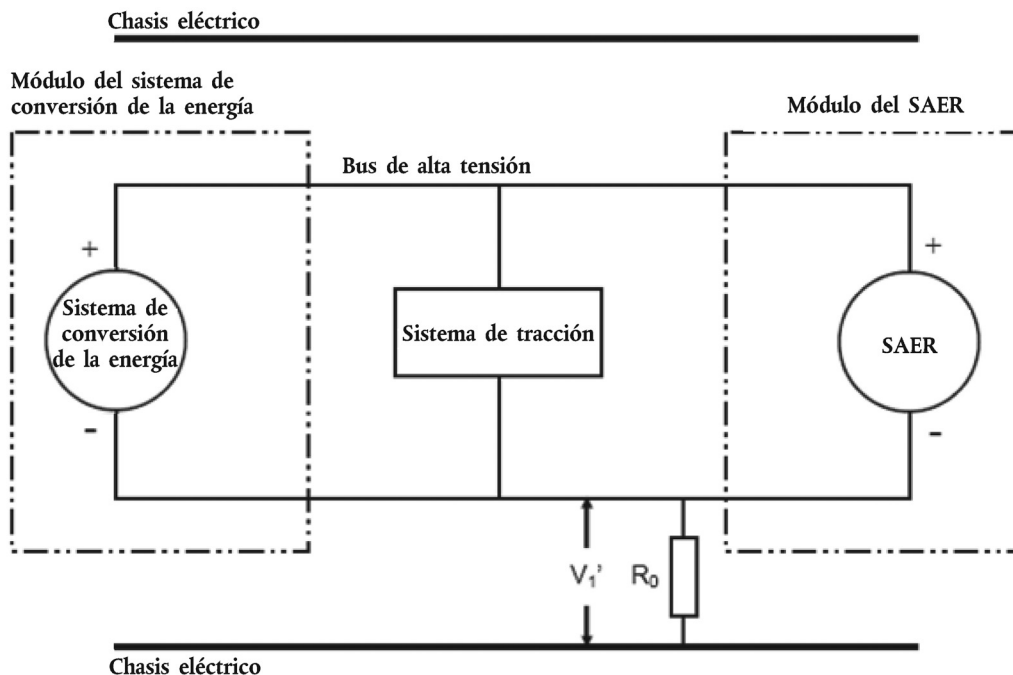 Chasis eléctrico
Módulo del sistema de
conversión de la energía
Módulo del SAER
Bus de alta tensión
+
+
Sistema de
conversión
de la energía
Sistema de tracción
SAER
-
-
V₁’
R₀
Chasis eléctrico